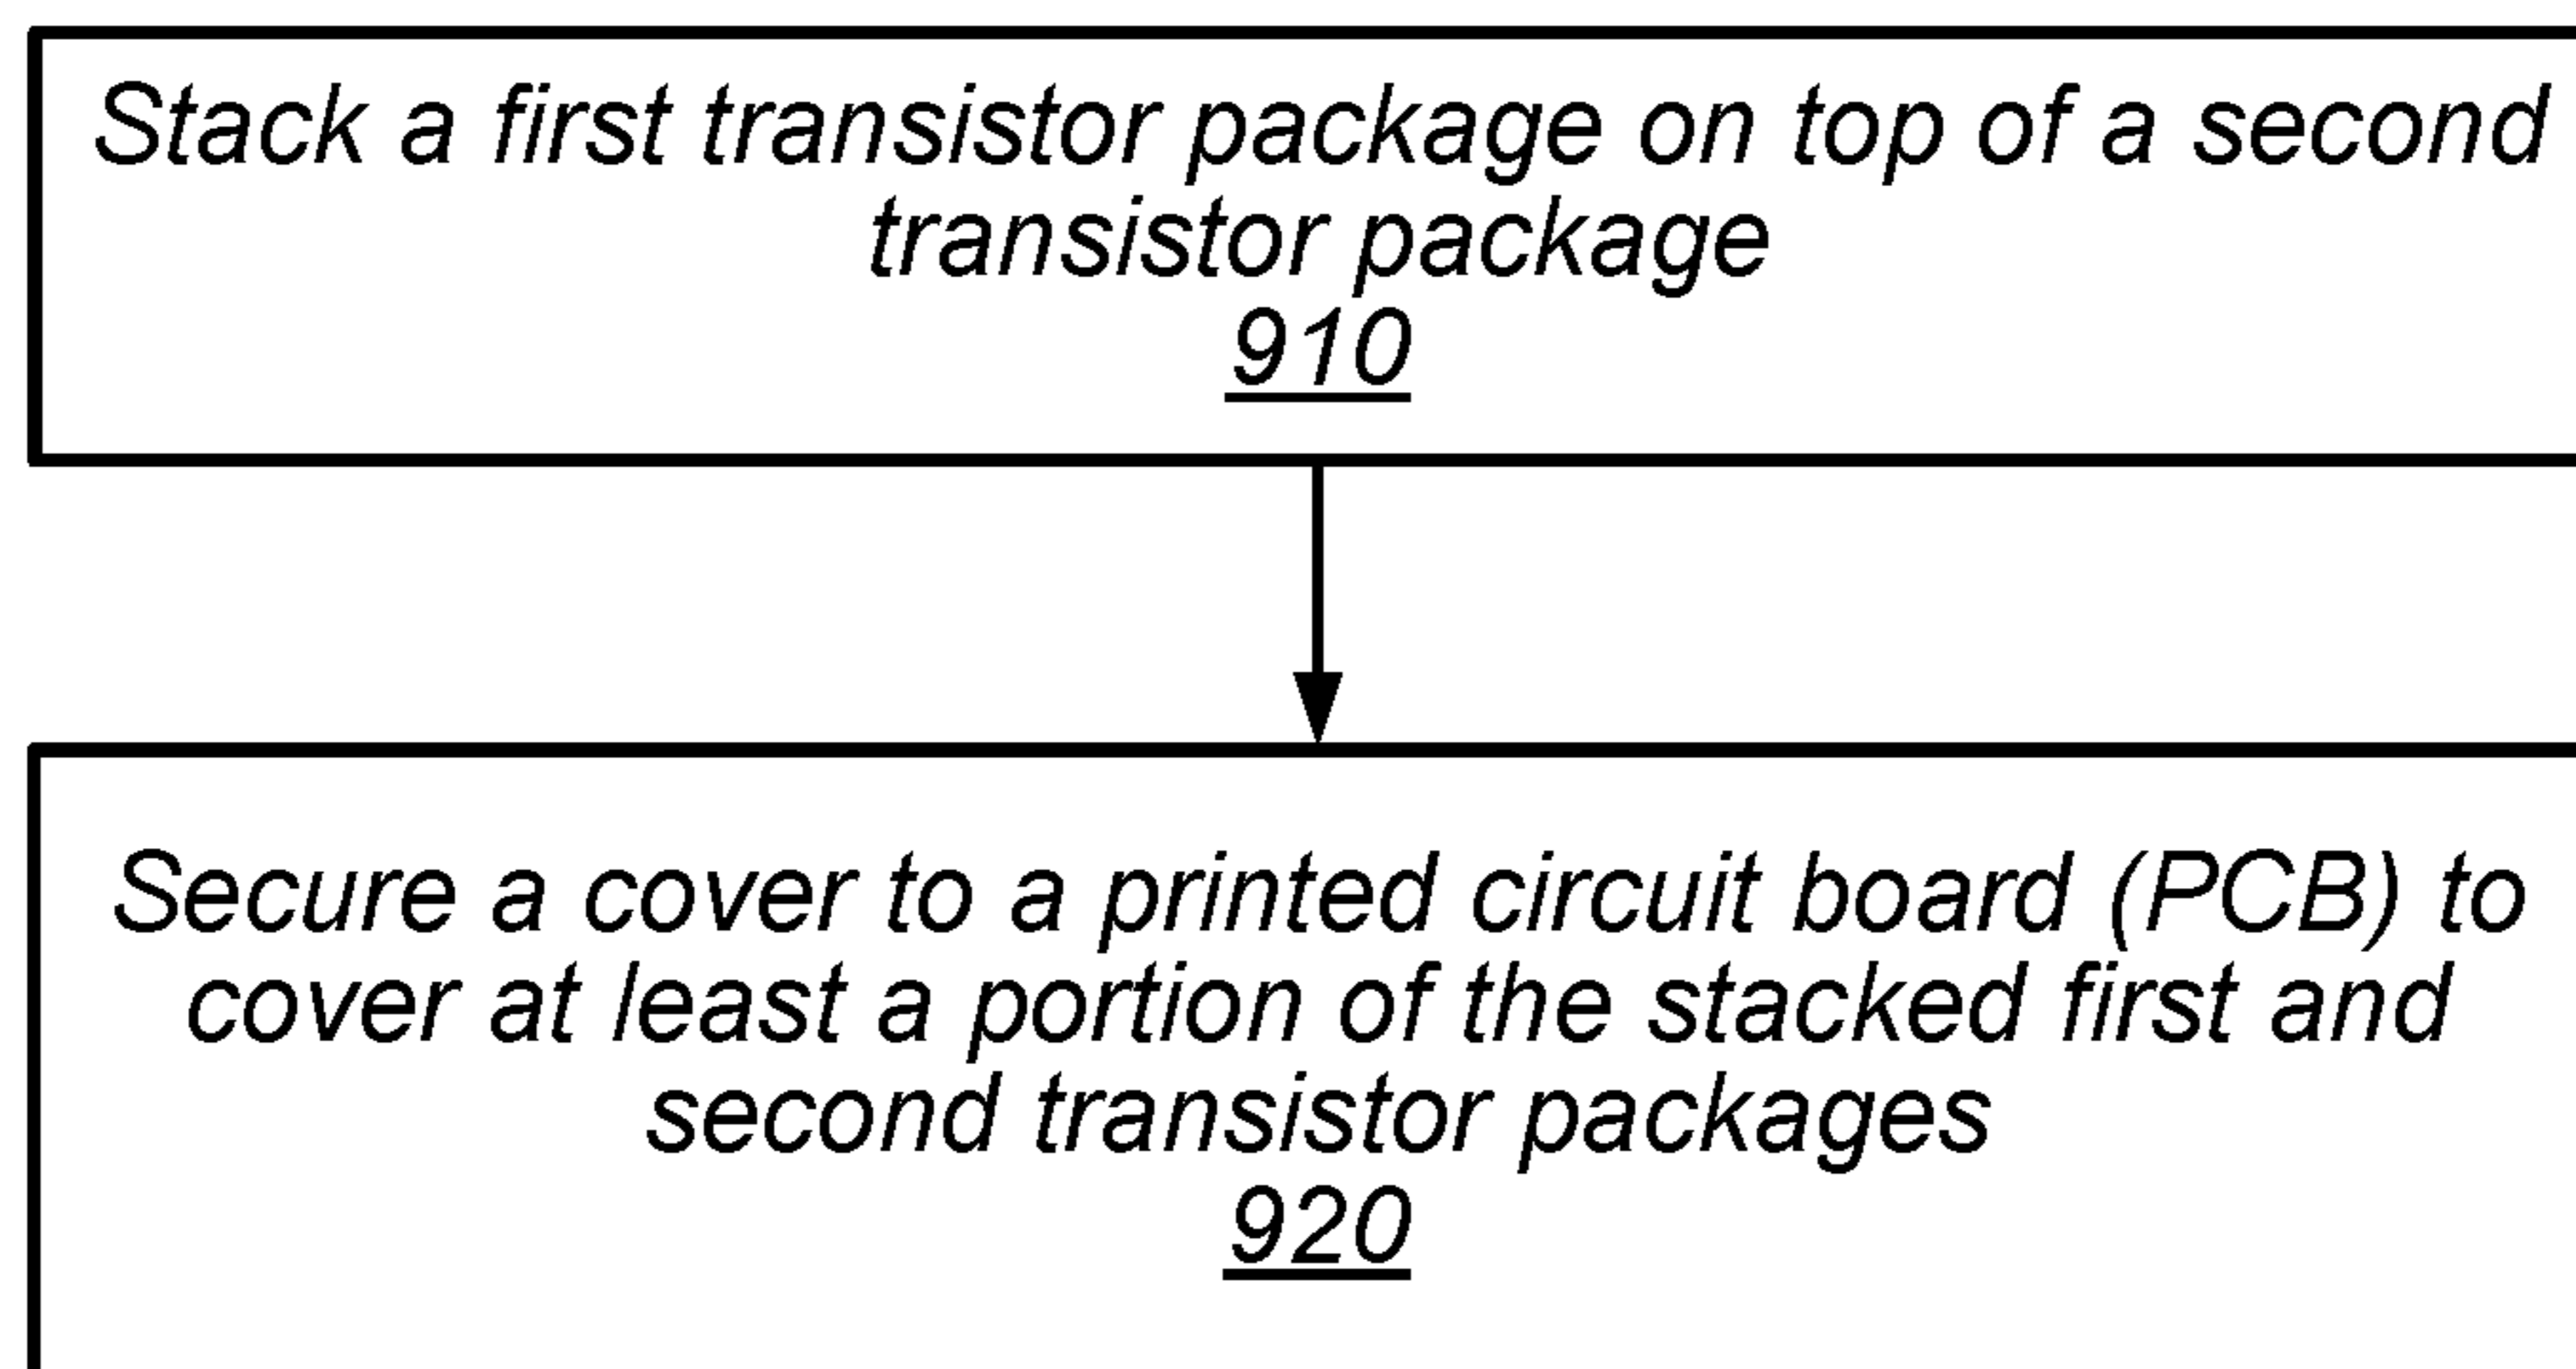 Stack a first transistor package on top of a second
transistor package
910
Secure a cover to a printed circuit board (PCB) to
cover at least a portion of the stacked first and
second transistor packages
920